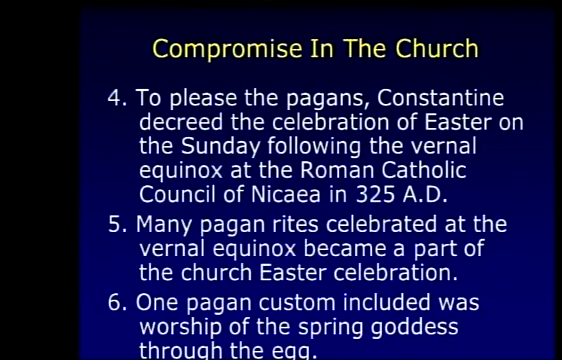 Compromise In The Church
4. To please the pagans, Constantine
decreed the celebration of Easter on
the Sunday following the vernal
equinox at the Roman Catholic
Council of Nicaea in 325 A.D.
5. Many pagan rites celebrated at the
vernal equinox became a part of
the church Easter celebration.
6. One pagan custom included was
worship of the spring goddess
through the egg.